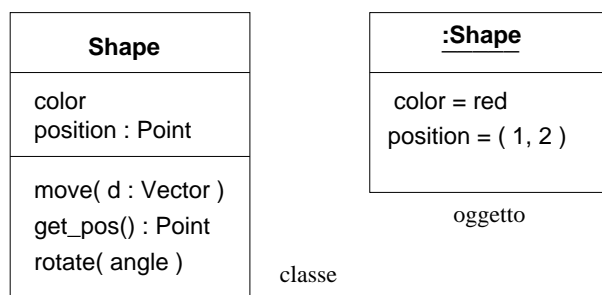 Shape
color
position : Point
move( d : Vector )
get_pos() : Point
rotate( angle )
classe
:Shape
color = red
position = ( 1, 2 )
oggetto